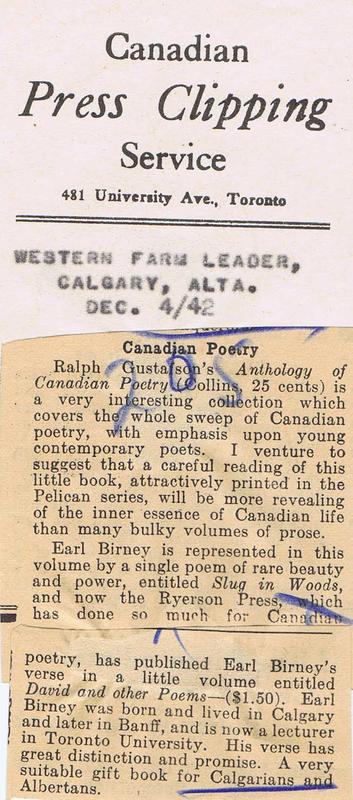 Canadian
Press Clipping
Service
481 University Ave., Toronto
WESTERN FARM LEADER,
CALGARY, ALTA.
DEC. 4/42
Canadian Poetry
Ralph Gustafson's Anthology of
Canadian Poetry (Collins, 25 cents) is
a very interesting collection which
covers the whole sweep of Canadian
poetry, with emphasis upon young
contemporary poets. I venture to
suggest that a careful reading of this
little book, attractively printed in the
Pelican series, will be more revealing
of the inner essence of Canadian life
than many bulky volumes of prose.
Earl Birney is represented in this
volume by a single poem of rare beauty
and power, entitled Slug in Woods,
and now the Ryerson Press, which
has done so much for Canadian
poetry, has published Earl Birney's
verse in a little volume entitled
David and other Poems—($1.50). Earl
Birney was born and lived in Calgary
and later in Banff, and is now a lecturer
in Toronto University. His verse has
great distinction and promise. A very
suitable gift book for Calgarians and
Albertans.